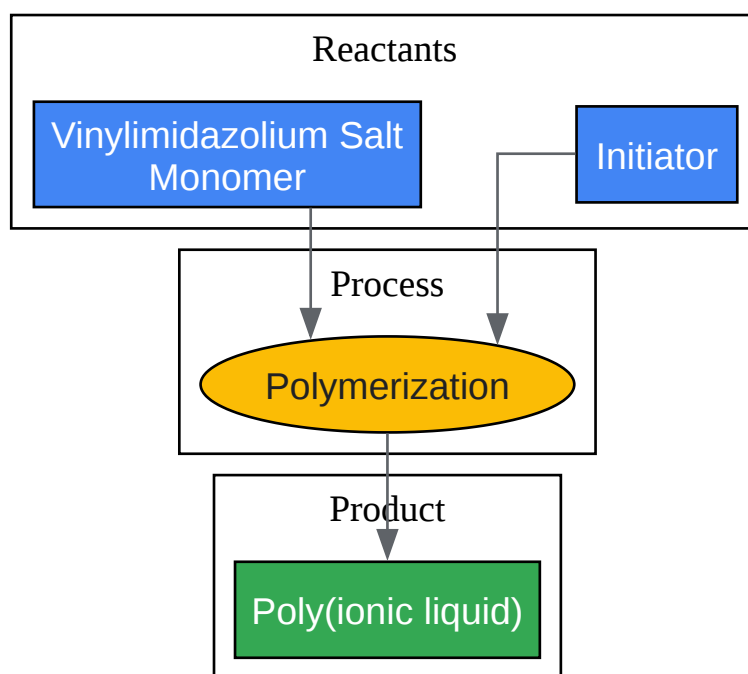 Reactants
Vinylimidazolium Salt
Monomer
Initiator
Process
Polymerization
Product
Poly(ionic liquid)